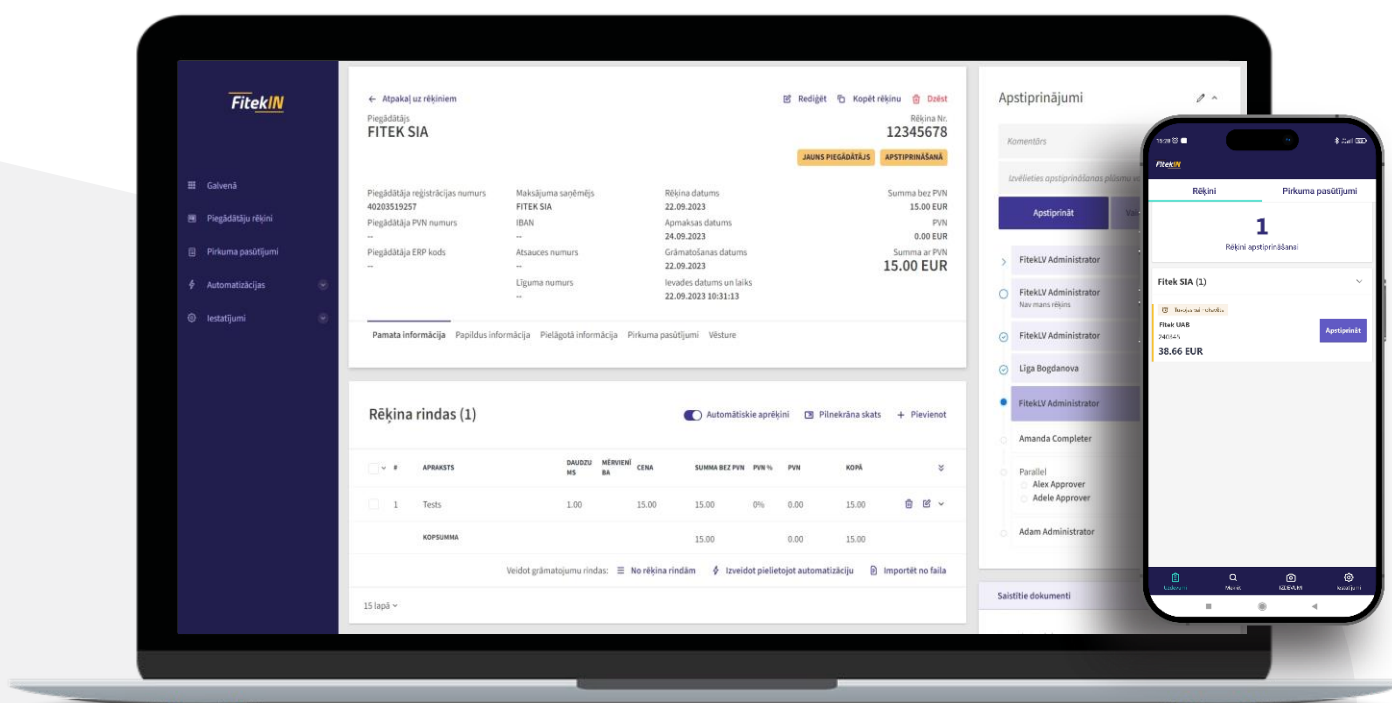 FitekIN
Galvenā
Piegādātāju rēķini
Pirkuma pasūtījumi
Automatizācijas
Iestatījumi
← Atpakaļ uz rēķiniem
Rediģēt Kopēt rēķinu Dzēst
Piegādātājs
FITEK SIA
Rēķina Nr.
12345678
JAUNS PIEGĀDĀTĀJS APSTIPRINĀŠANĀ
Piegādātāja reģistrācijas numurs
40203519257
Piegādātāja PVN numurs
--
Piegādātāja ERP kods
--
Maksājuma saņēmējs
FITEK SIA
IBAN
--
Atsauces numurs
--
Līguma numurs
--
Rēķina datums
22.09.2023
Apmaksas datums
24.09.2023
Grāmatošanas datums
22.09.2023
Ievades datums un laiks
22.09.2023 10:31:13
Summa bez PVN
15.00 EUR
PVN
0.00 EUR
Summa ar PVN
15.00 EUR
Pamata informācija Papildus informācija Pielāgotā informācija Pirkuma pasūtījumi Vēsture
Rēķina rindas (1)
Automātiskie aprēķini Pilnekrāna skats + Pievienot
# APRAKSTS DAUDZU MS MĒRVIENĪ BA CENA SUMMA BEZ PVN PVN % PVN KOPĀ
1 Tests 1.00 15.00 15.00 0% 0.00 15.00
KOPSUMMA 15.00 0.00 15.00
Veidot grāmatojumu rindas: No rēķina rindām Izveidot pielietojot automatizāciju Importēt no faila
15 lapā
Apstiprinājumi
Komentārs
Izvēlieties apstiprināšanas plūsmu
Apstiprināt
FitekLV Administrator
FitekLV Administrator
Nav mans rēķins
FitekLV Administrator
Līga Bogdanova
FitekLV Administrator
Amanda Completer
Parallel
Alex Approver
Adele Approver
Adam Administrator
Saistītie dokumenti
FitekIN
Rēķini Pirkuma pasūtījumi
1
Rēķini apstiprināšanai
Fitek SIA (1)
Fitek UAB
Apstiprināt
38.66 EUR